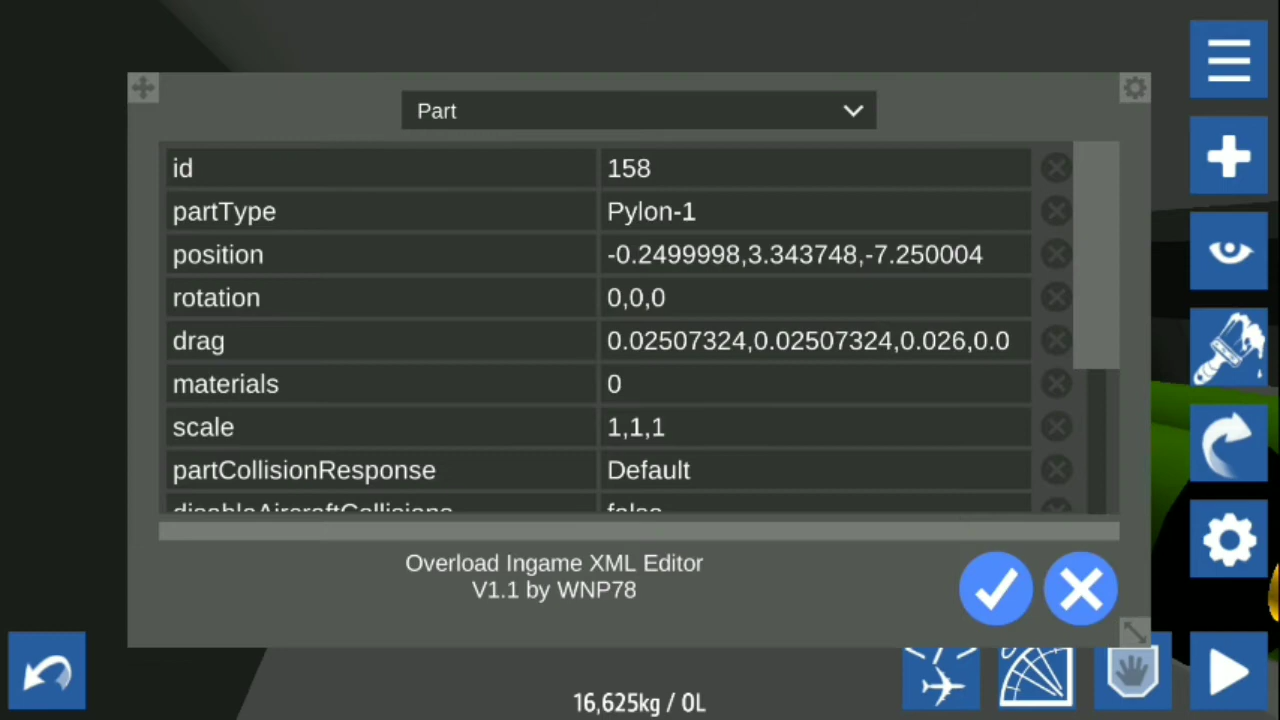 Part
id 158
partType Pylon-1
position -0.2499998,3.343748,-7.250004
rotation 0,0,0
drag 0.02507324,0.02507324,0.026,0.0
materials 0
scale 1,1,1
partCollisionResponse Default
disableAircraftCollisions false
Overload Ingame XML Editor
V1.1 by WNP78
16,625kg / 0L